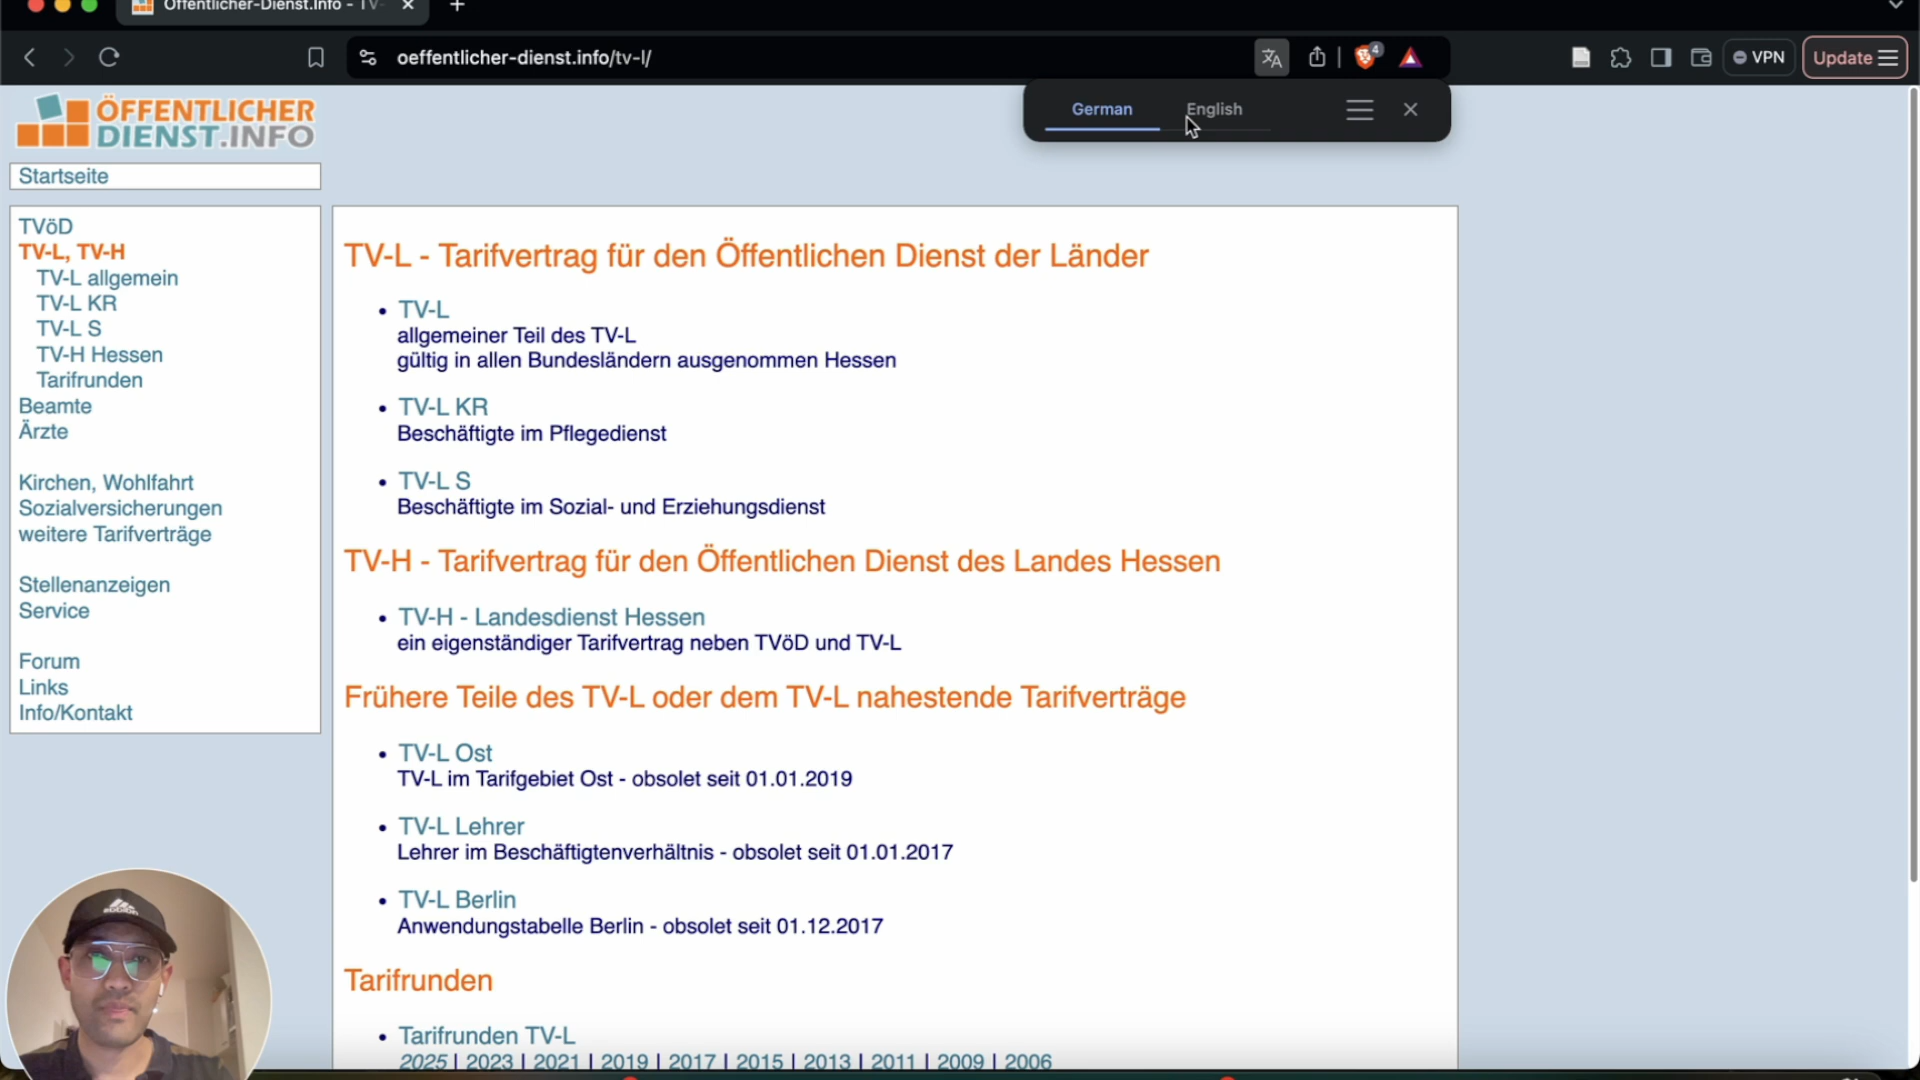 Öffentlicher-Dienst.Info - TV-
oeffentlicher-dienst.info/tv-l/
4
VPN
Update
German
English
ÖFFENTLICHER
DIENST.INFO
Startseite
TVöD
TV-L, TV-H
TV-L allgemein
TV-L KR
TV-L S
TV-H Hessen
Tarifrunden
Beamte
Ärzte
Kirchen, Wohlfahrt
Sozialversicherungen
weitere Tarifverträge
Stellenanzeigen
Service
Forum
Links
Info/Kontakt
TV-L - Tarifvertrag für den Öffentlichen Dienst der Länder
• TV-L
allgemeiner Teil des TV-L
gültig in allen Bundesländern ausgenommen Hessen
• TV-L KR
Beschäftigte im Pflegedienst
• TV-L S
Beschäftigte im Sozial- und Erziehungsdienst
TV-H - Tarifvertrag für den Öffentlichen Dienst des Landes Hessen
• TV-H - Landesdienst Hessen
ein eigenständiger Tarifvertrag neben TVöD und TV-L
Frühere Teile des TV-L oder dem TV-L nahestende Tarifverträge
• TV-L Ost
TV-L im Tarifgebiet Ost - obsolet seit 01.01.2019
• TV-L Lehrer
Lehrer im Beschäftigtenverhältnis - obsolet seit 01.01.2017
• TV-L Berlin
Anwendungstabelle Berlin - obsolet seit 01.12.2017
Tarifrunden
• Tarifrunden TV-L
2025 | 2023 | 2021 | 2019 | 2017 | 2015 | 2013 | 2011 | 2009 | 2006